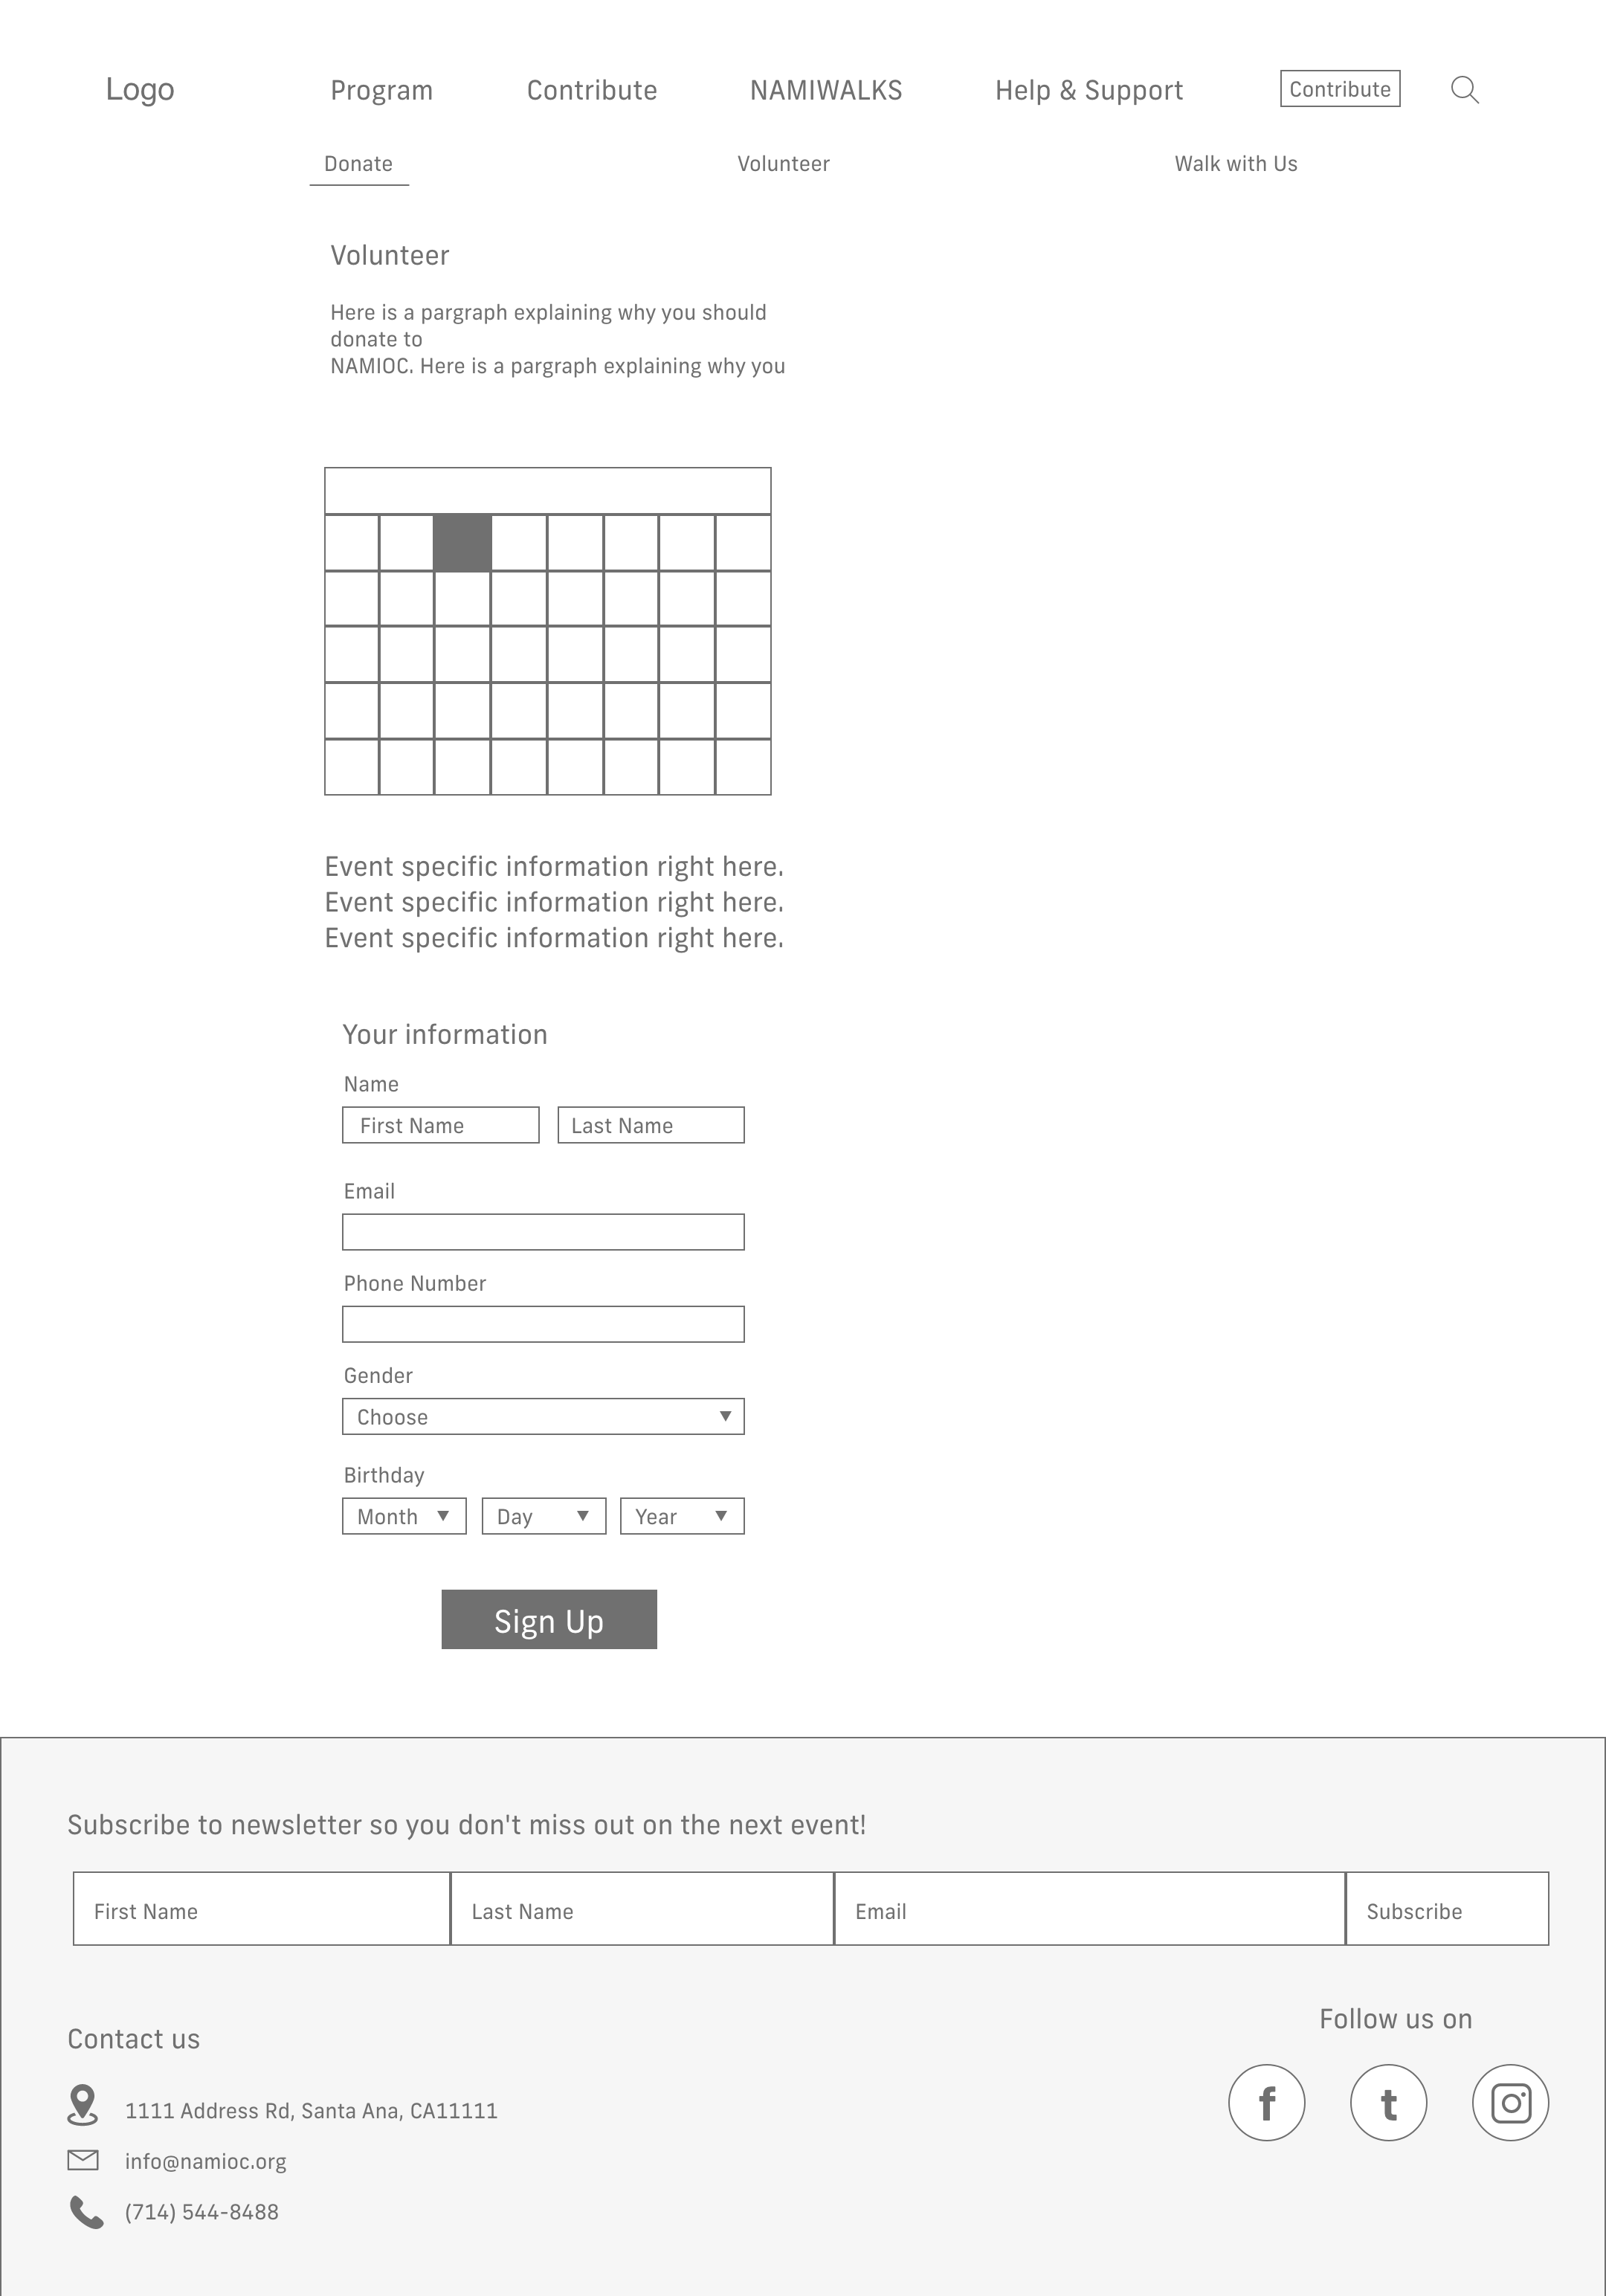 Logo
Program
Contribute
NAMIWALKS
Help & Support
Contribute
Donate
Volunteer
Walk with Us
Volunteer
Here is a pargraph explaining why you should
donate to
NAMIOC. Here is a pargraph explaining why you
Event specific information right here.
Event specific information right here.
Event specific information right here.
Your information
Name
First Name
Last Name
Email
Phone Number
Gender
Choose
Birthday
Month
Day
Year
Sign Up
Subscribe to newsletter so you don't miss out on the next event!
First Name
Last Name
Email
Subscribe
Follow us on
Contact us
f
t
1111 Address Rd, Santa Ana, CA11111
info@namioc.org
(714) 544-8488